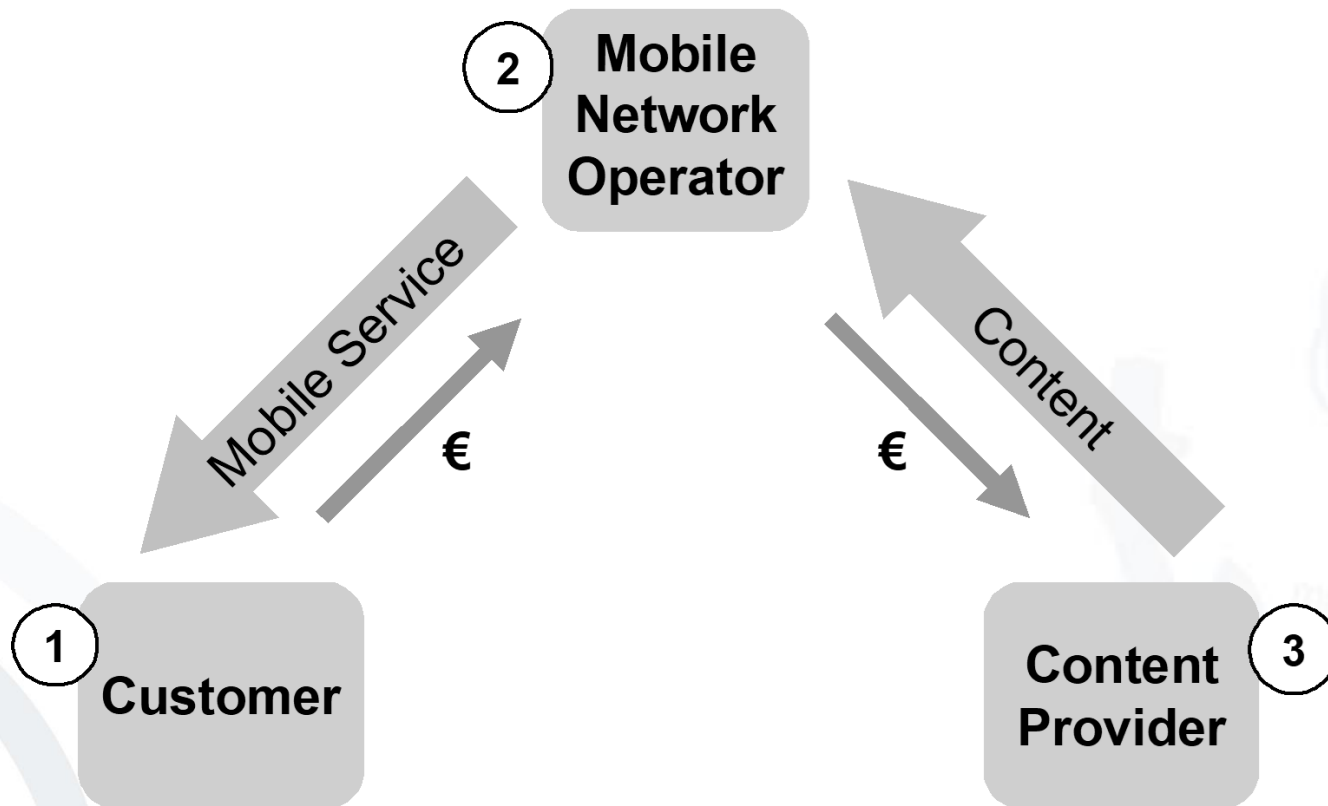 2
Mobile
Network
Operator
Mobile Service
€
€
Content
1
Customer
Content
Provider
3